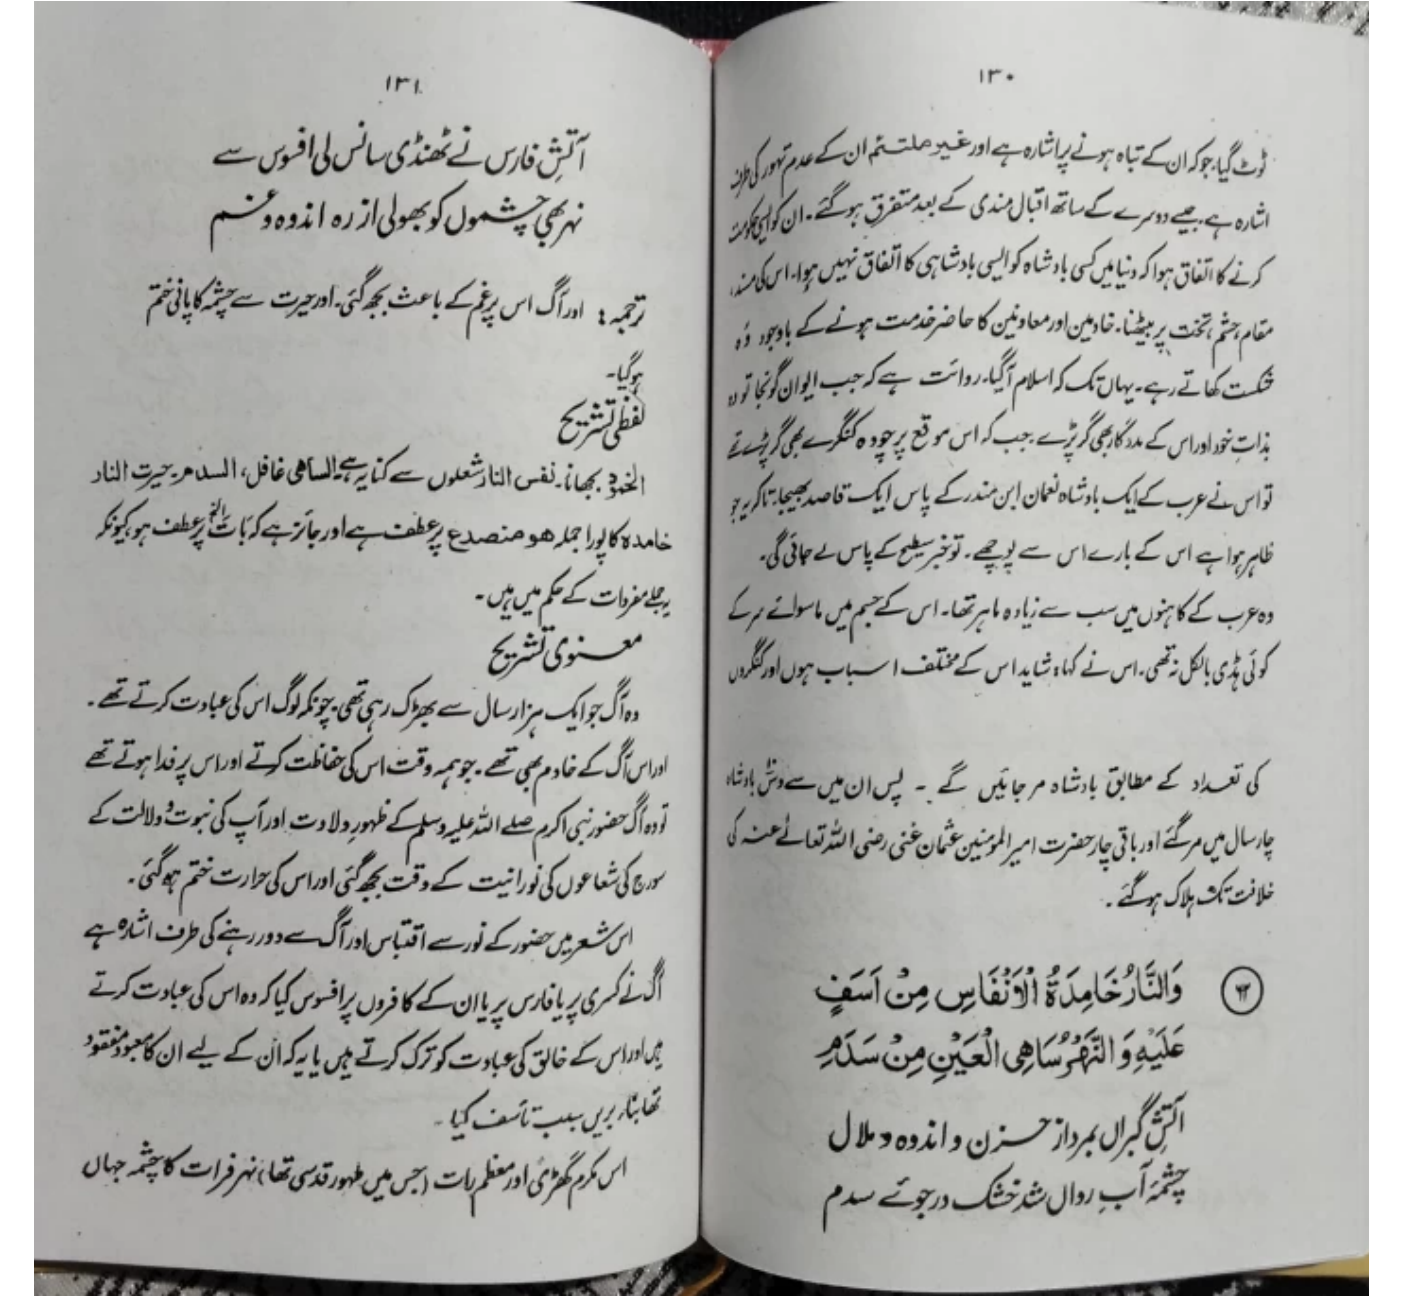 ۱۳۰
ٹوٹ گیا۔ جو کہ ان کے تباہ ہونے پر اشارہ ہے اور غیر ملتئم ان کے عدم تہور کی طرف
اشارہ ہے۔ جیسے دوسرے کے ساتھ اقبال مندی کے بعد متفرق ہو گئے۔ ان کو ایسی حکومت
کرنے کا اتفاق ہوا کہ دنیا میں کسی بادشاہ کو ایسی بادشاہی کا اتفاق نہیں ہوا۔ اس کی مسند،
مقام، حشم، تخت پر بیٹھنا۔ خادمین اور معاونین کا حاضر خدمت ہونے کے باوجود وُہ
شکست کھاتے رہے۔ یہاں تک کہ اسلام آگیا۔ روائت ہے کہ جب ایوان گونجا تو وہ
بذاتِ خود اور اس کے مددگار بھی گر پڑے۔ جب کہ اس موقع پر چودہ کنگرے بھی گر پڑے تھے
تو اس نے عرب کے ایک بادشاہ نعمان ابن منذر کے پاس ایک قاصد بھیجا۔ تاکہ یہ جو
ظاہر ہوا ہے اس کے بارے اس سے پوچھے۔ تو خبر سطیح کے پاس لے جائی گی۔
وہ عرب کے کاہنوں میں سب سے زیادہ ماہر تھا۔ اس کے جسم میں ماسوائے سر کے
کوئی ہڈی بالکل نہ تھی۔ اس نے کہا، شاید اس کے مختلف اسباب ہوں اور کنگروں
کی تعداد کے مطابق بادشاہ مر جائیں گے ۔ پس ان میں سے دس بادشاہ
چار سال میں مر گئے اور باقی چار حضرت امیر المومنین عثمان غنی رضی اللہ تعالےٰ عنہ کی
خلافت تک ہلاک ہو گئے ۔
وَالنَّارُ خَامِدَةُ الْاَنْفَاسِ مِنْ اَسَفٍ
عَلَيْهِ وَالنَّهْرُ سَاهِی الْعَيْنِ مِنْ سَدَمٍ
آتش گبراں بمرد از حزن و اندوہ و ملال
چشمۂ آبِ رواں شد خشک در جوئے سدم
۱۳۱
آتشِ فارس نے ٹھنڈی سانس لی افسوس سے
نہر بھی چشموں کو بھولی از رہ اندوہ و غم
ترجمہ : اور آگ اس پر غم کے باعث بجھ گئی۔ اور حیرت سے چشمہ کا پانی ختم
ہوگیا۔
لفظی تشریح
الخمود بجھانا۔ نفس النار شعلوں سے کنایہ ہے۔ الساھی غافل، السدم۔ حیرت النار
خامدہ کا پورا جملہ ھو منصدع پر عطف ہے اور جائز ہے کہ بات الخ پر عطف ہو، کیونکہ
یہ جملے مفردات کے حکم میں ہیں ۔
معنوی تشریح
وہ آگ جو ایک ہزار سال سے بھڑک رہی تھی۔ چونکہ لوگ اس کی عبادت کرتے تھے ۔
اور اس آگ کے خادم بھی تھے ۔ جو ہمہ وقت اس کی حفاظت کرتے اور اس پر فدا ہوتے تھے
تو وہ آگ حضور نبی اکرم صلے اللہ علیہ وسلم کے ظہورِ ولادت اور آپ کی نبوت و ولائت کے
سورج کی شعاعوں کی نورانیت کے وقت بجھ گئی اور اس کی حرارت ختم ہوگئی۔
اس شعر میں حضور کے نور سے اقتباس اور آگ سے دور رہنے کی طرف اشارہ ہے
آگ نے کسریٰ پر یا فارس پر یا ان کے کافروں پر افسوس کیا کہ وہ اس کی عبادت کرتے
ہیں اور اس کے خالق کی عبادت کو ترک کرتے ہیں یا یہ کہ ان کے لیے ان کا معبود مفقود
تھا بنا بریں سبب تأسف کیا ۔
اس مکرم گھڑی اور معظم رات (جس میں ظہور قدسی تھا) نہر فرات کا چشمہ جہاں